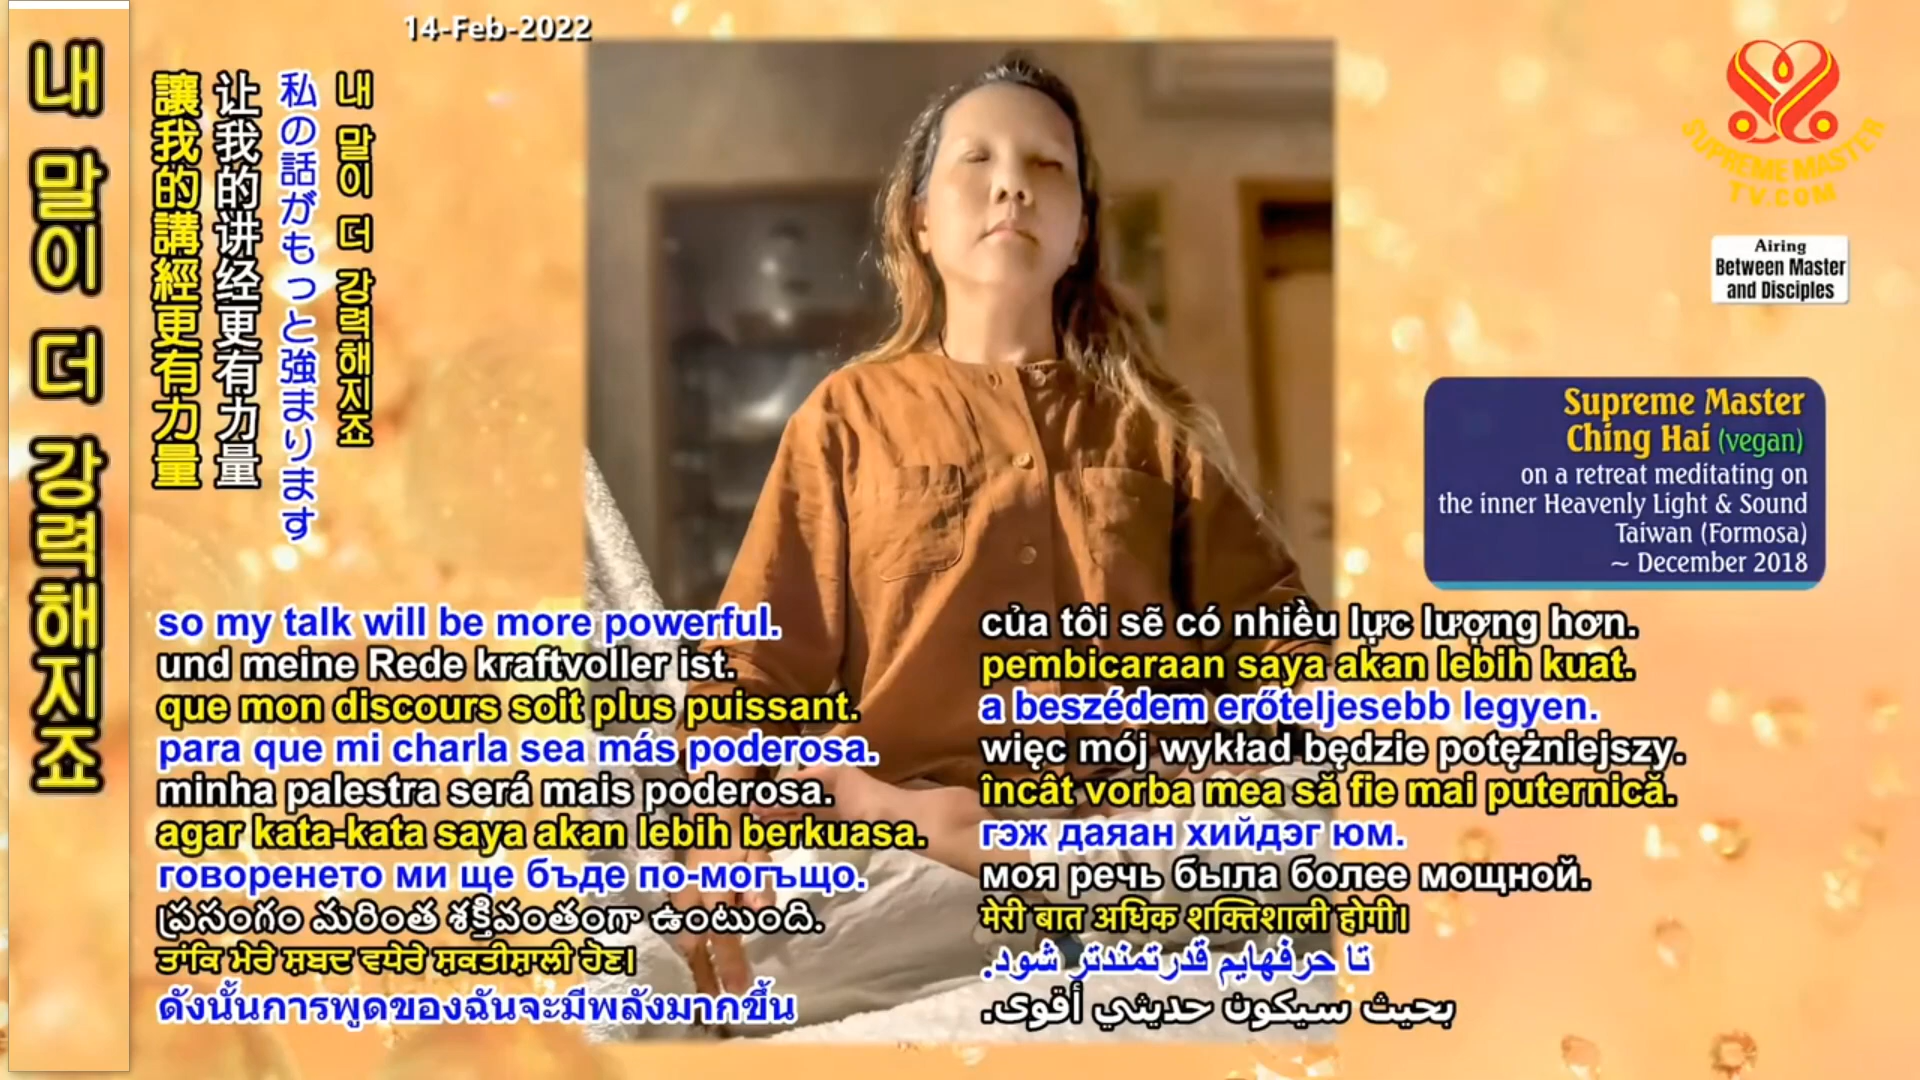 내 말이 더 강력해지죠
14-Feb-2022
讓我的講經更有力量
让我的讲经更有力量
私の話がもっと強まります
내 말이 더 강력해지죠
SUPREME MASTER
TV.COM
Airing
Between Master
and Disciples
Supreme Master
Ching Hai (vegan)
on a retreat meditating on
the inner Heavenly Light & Sound
Taiwan (Formosa)
~ December 2018
so my talk will be more powerful.
und meine Rede kraftvoller ist.
que mon discours soit plus puissant.
para que mi charla sea más poderosa.
minha palestra será mais poderosa.
agar kata-kata saya akan lebih berkuasa.
говоренето ми ще бъде по-могъщо.
ప్రసంగం మరింత శక్తివంతంగా ఉంటుంది.
ਤਾਂਕਿ ਮੇਰੇ ਸ਼ਬਦ ਵਧੇਰੇ ਸ਼ਕਤੀਸ਼ਾਲੀ ਹੋਣ।
ดังนั้นการพูดของฉันจะมีพลังมากขึ้น
của tôi sẽ có nhiều lực lượng hơn.
pembicaraan saya akan lebih kuat.
a beszédem erőteljesebb legyen.
więc mój wykład będzie potężniejszy.
încât vorba mea să fie mai puternică.
гэж даяан хийдэг юм.
моя речь была более мощной.
मेरी बात अधिक शक्तिशाली होगी।
تا حرفهایم قدرتمندتر شود.
بحيث سيكون حديثي أقوى.